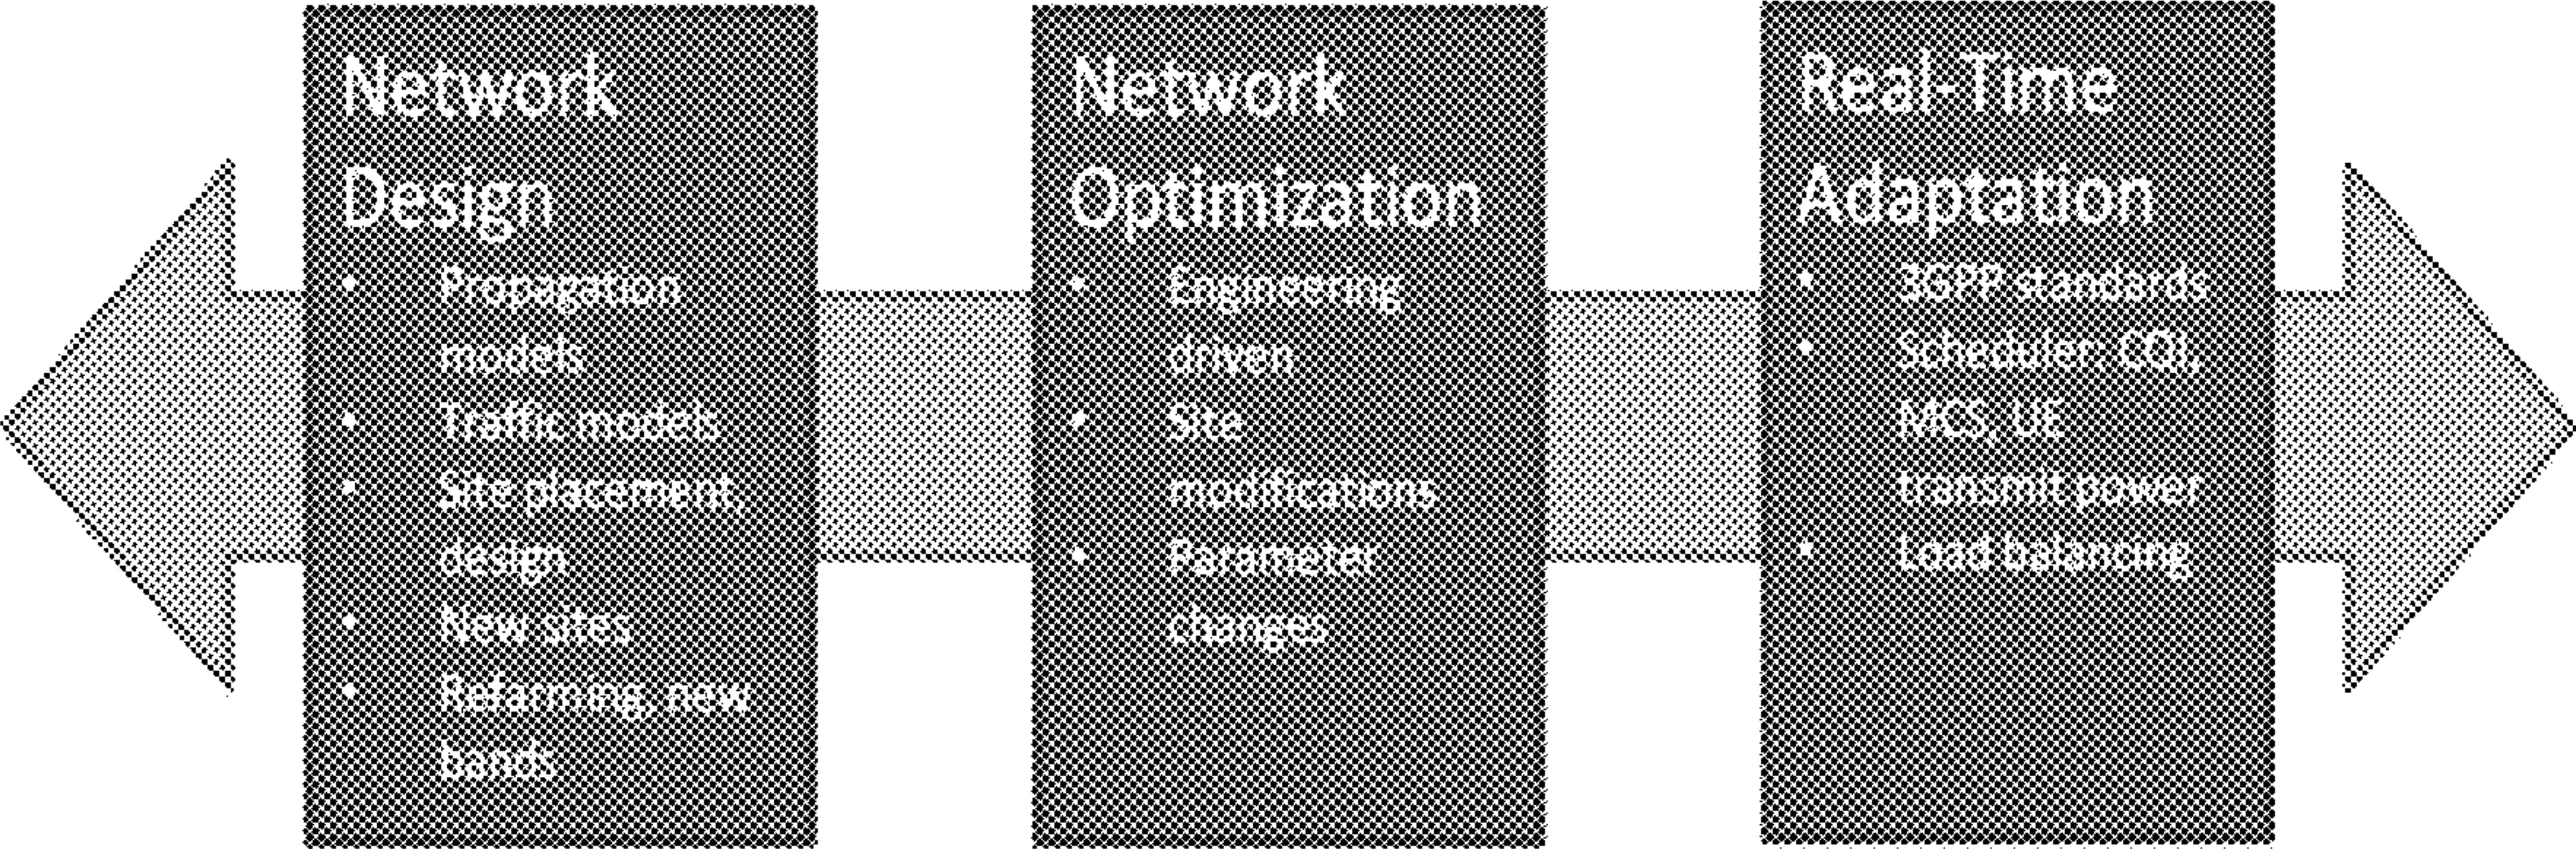 Network
Design
• Propagation
models
• Traffic models
• Site placement,
design
• New sites
• Refarming, new
bands
Network
Optimization
• Engineering
driven
• Site
modifications
• Parameter
changes
Real-Time
Adaptation
• 3GPP standards
• Scheduler: CQI,
MCS, UE
transmit power
• Load balancing